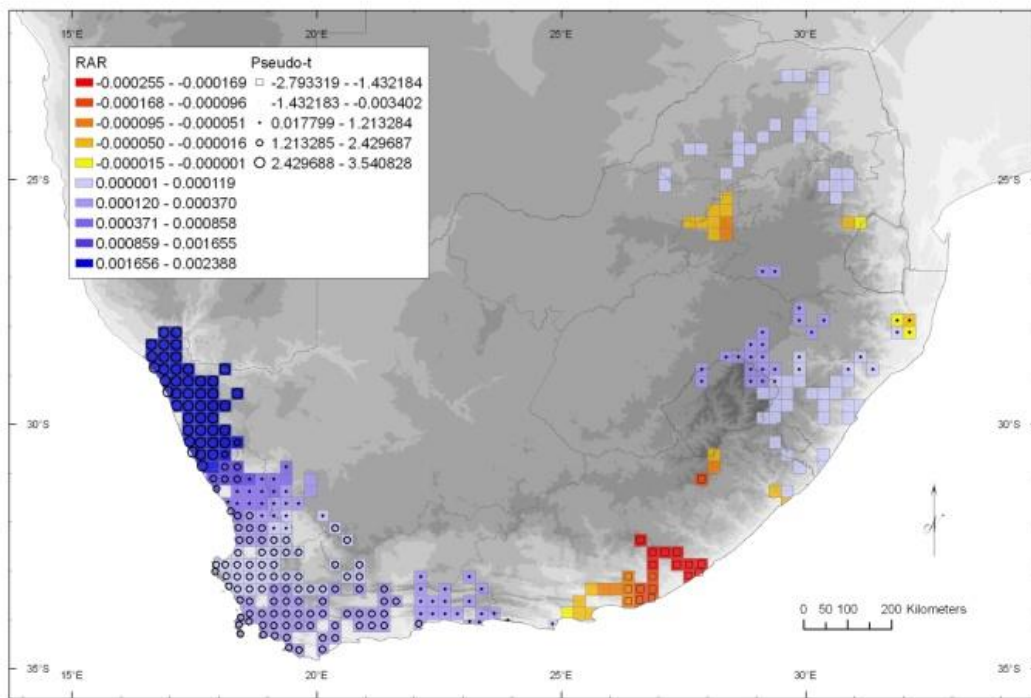 15°E 20°E 25°E 30°E
RAR Pseudo-t
-0.000255 - -0.000169 -2.793319 - -1.432184
-0.000168 - -0.000096 -1.432183 - -0.003402
-0.000095 - -0.000051 0.017799 - 1.213284
-0.000050 - -0.000016 1.213285 - 2.429687
-0.000015 - -0.000001 2.429688 - 3.540828
0.000001 - 0.000119
0.000120 - 0.000370
0.000371 - 0.000858
0.000859 - 0.001655
0.001656 - 0.002388
25°S 25°S
30°S 30°S
0 50 100 200 Kilometers
35°S 35°S
15°E 20°E 25°E 30°E